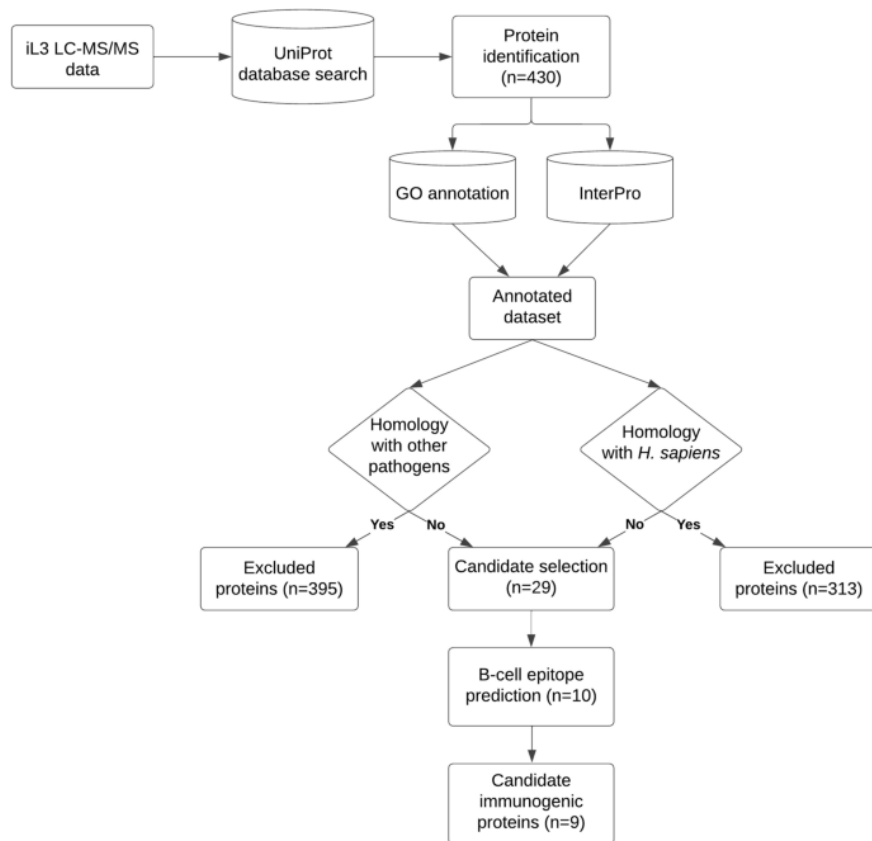 iL3 LC-MS/MS
data
UniProt
database search
Protein
identification
(n=430)
GO annotation
InterPro
Annotated
dataset
Homology
with other
pathogens
Homology
with H. sapiens
Yes
No
No
Yes
Excluded
proteins (n=395)
Candidate selection
(n=29)
Excluded
proteins (n=313)
B-cell epitope
prediction (n=10)
Candidate
immunogenic
proteins (n=9)